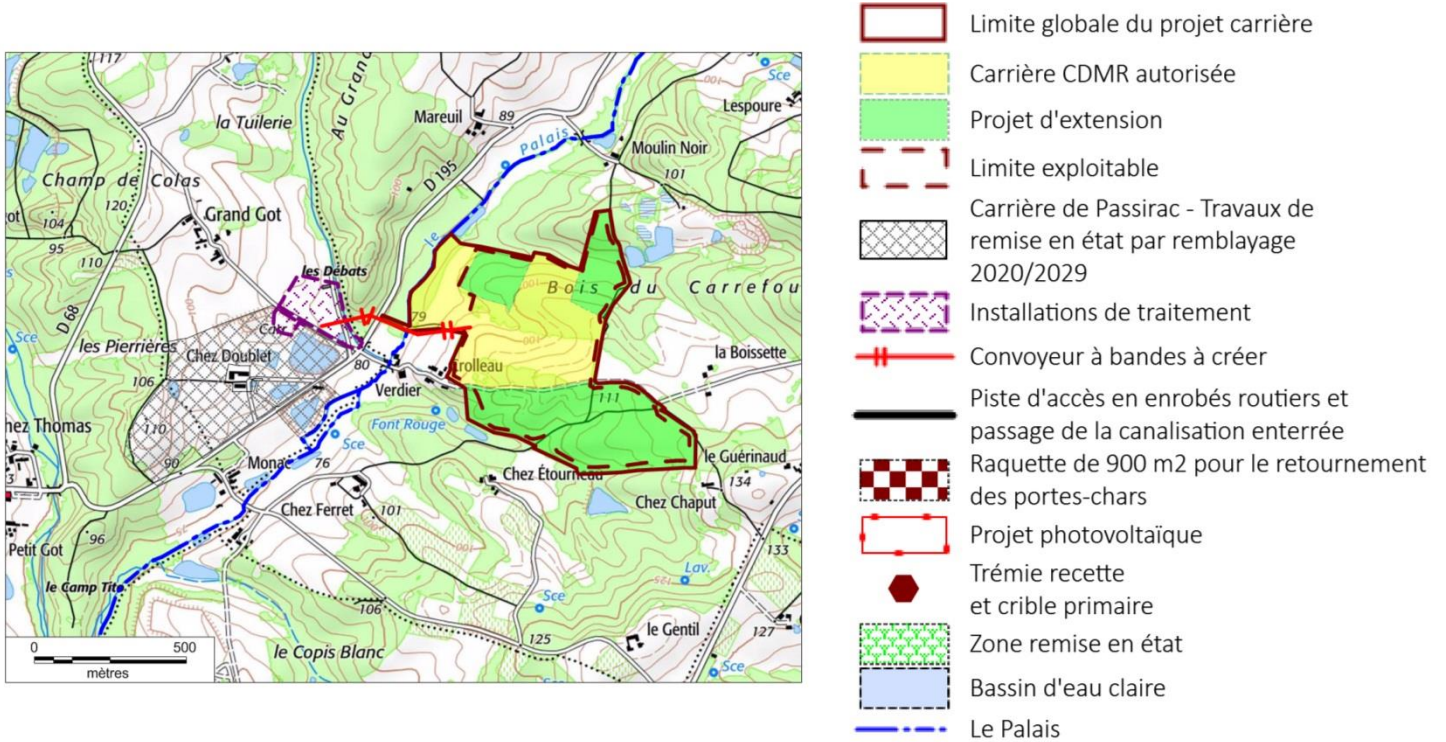 117
Sce
Au Grand
Lespoure
Mareuil
89
la Tuilerie
le Palais
Moulin Noir
D 195
101
Champ de Colas
120
104
Grand Got
95
110
les Débats
Bois du Carrefou
D 68
79
les Pierrières
Chez Doublet
la Boissette
106
80
Verdier
111
Font Rouge
hez Thomas
110
Sce
90
Monac
76
le Guérinaud
Chez Étourneau
134
Chez Chaput
Chez Ferret
101
96
Petit Got
133
Lav.
le Camp Tit
Sce
106
127
le Gentil
125
le Copis Blanc
Sce
0 500
mètres
Limite globale du projet carrière
Carrière CDMR autorisée
Projet d'extension
Limite exploitable
Carrière de Passirac - Travaux de
remise en état par remblayage
2020/2029
Installations de traitement
Convoyeur à bandes à créer
Piste d'accès en enrobés routiers et
passage de la canalisation enterrée
Raquette de 900 m2 pour le retournement
des portes-chars
Projet photovoltaïque
Trémie recette
et crible primaire
Zone remise en état
Bassin d'eau claire
Le Palais